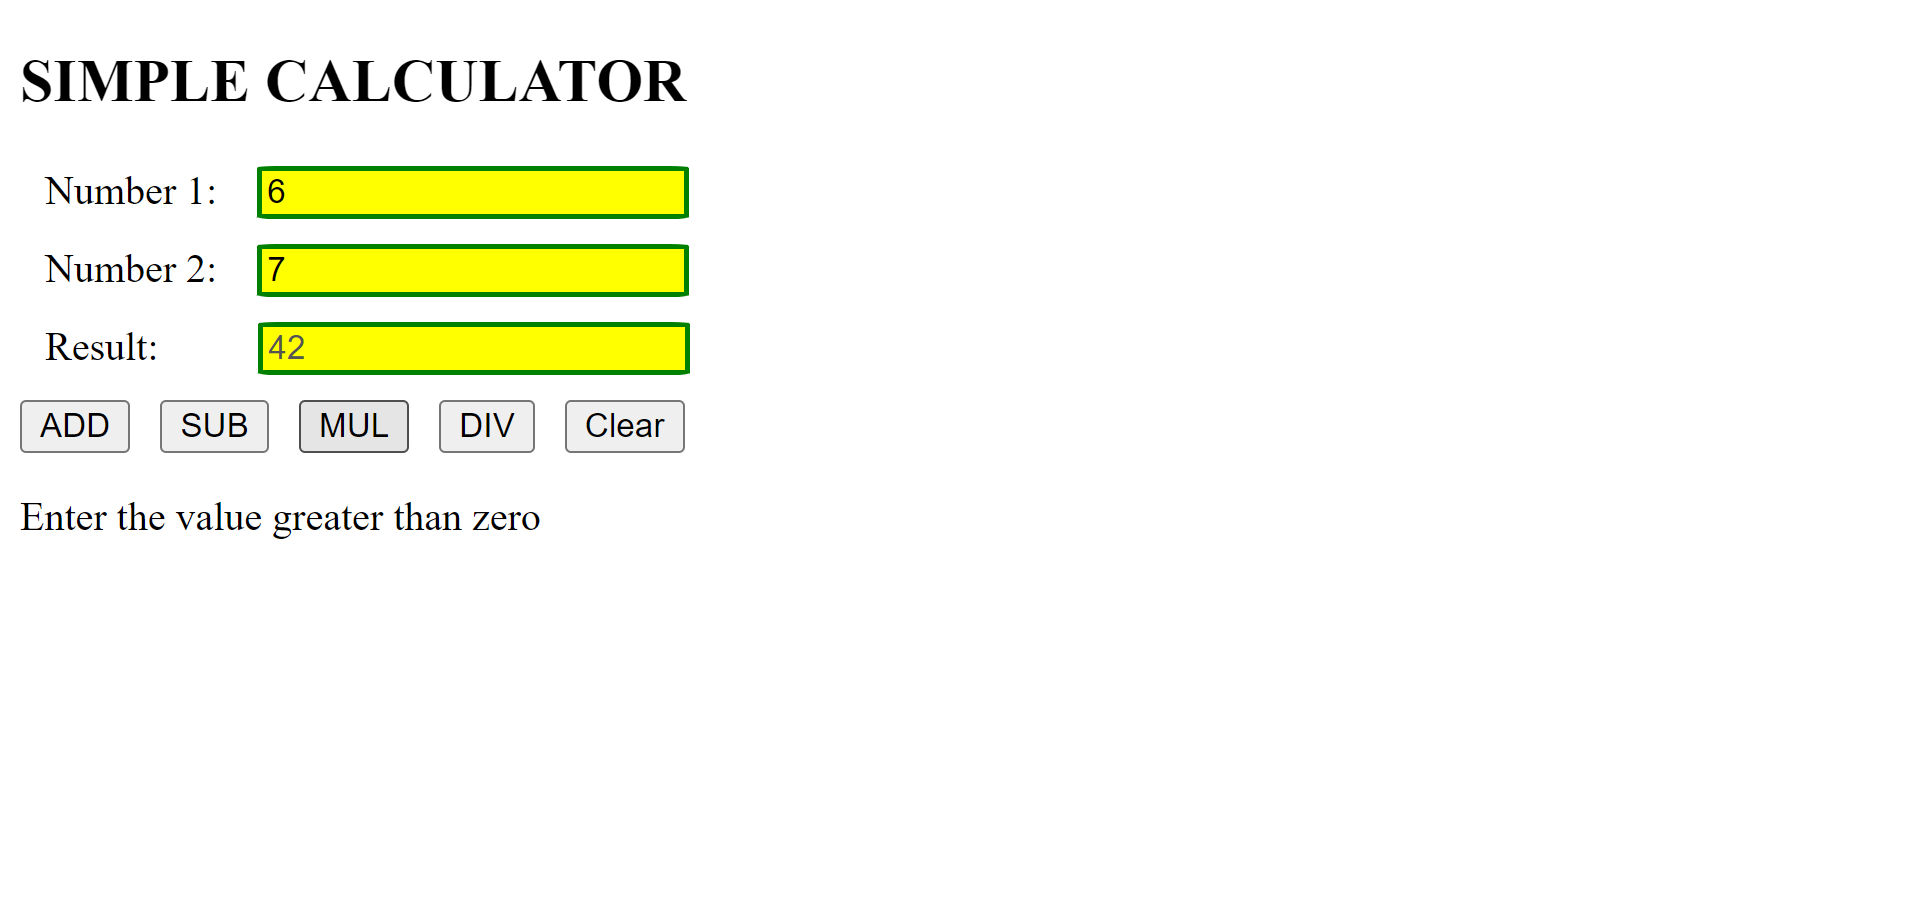 SIMPLE CALCULATOR
Number 1: 6
Number 2: 7
Result: 42
ADD SUB MUL DIV Clear
Enter the value greater than zero